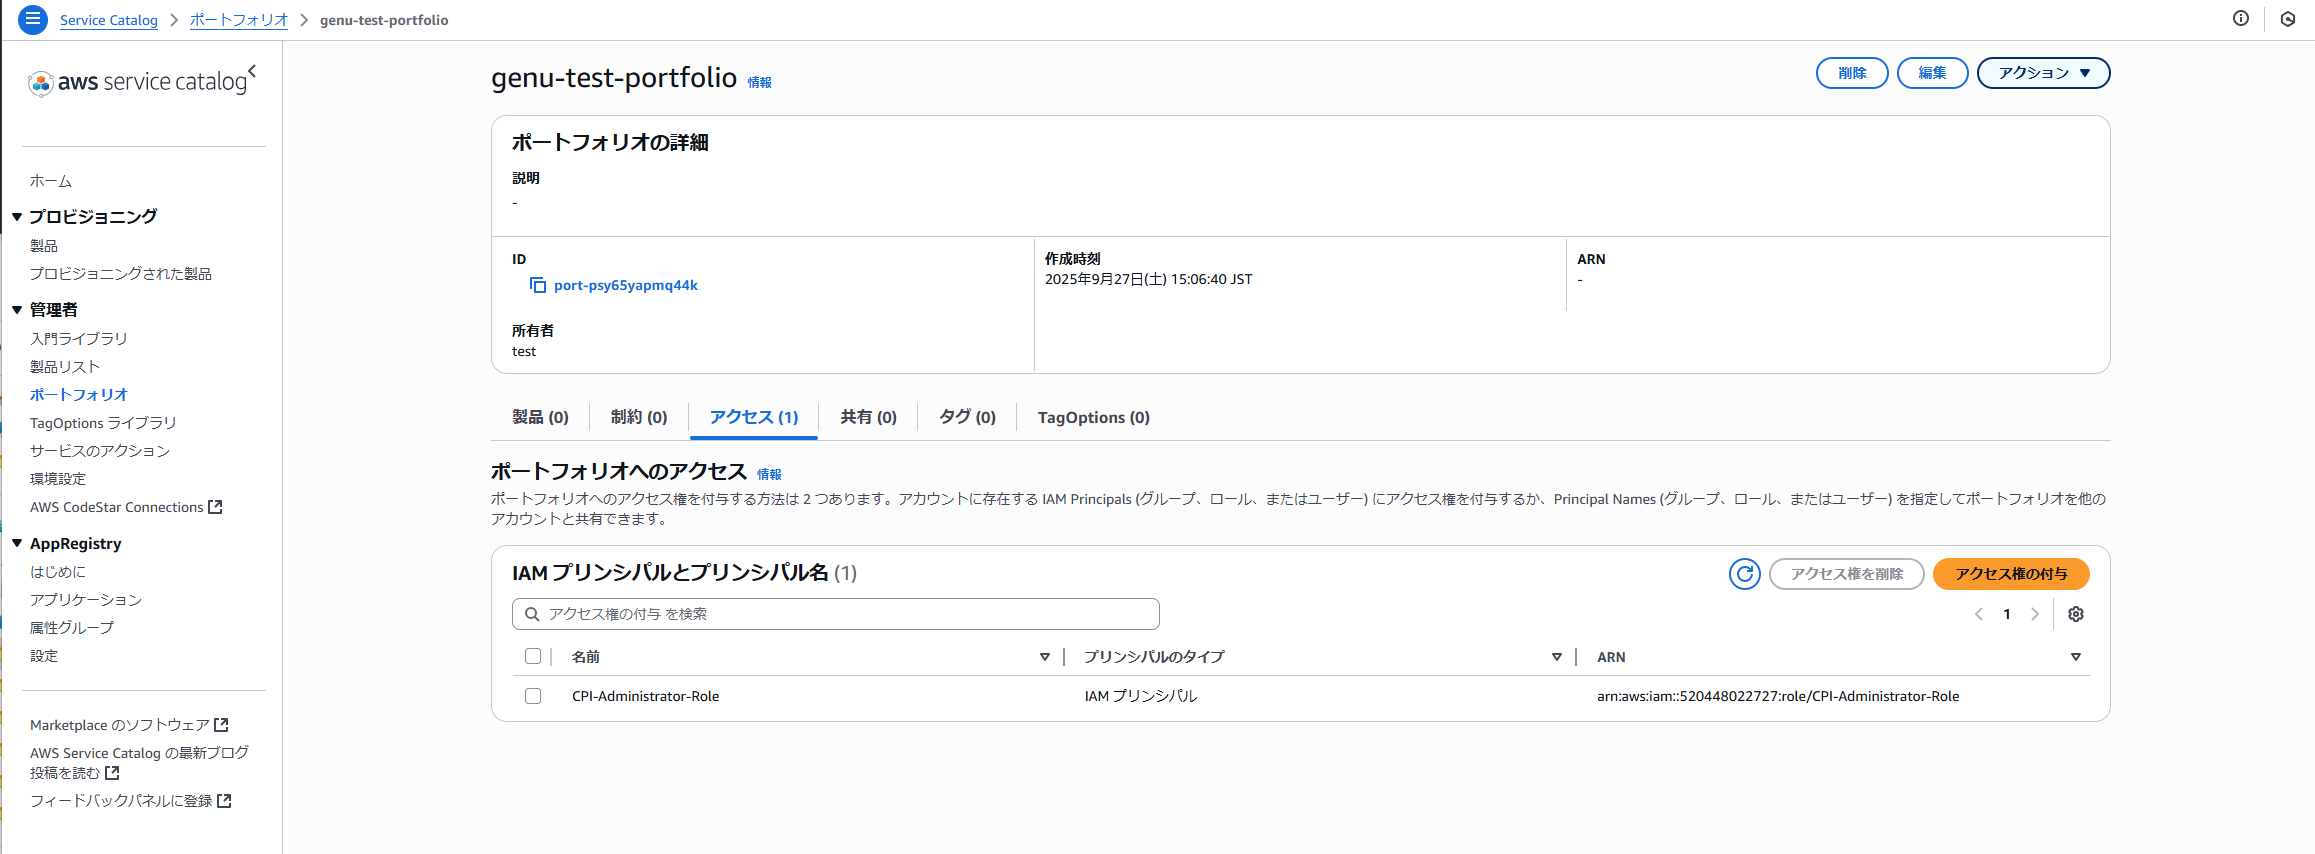 Service Catalog > ポートフォリオ > genu-test-portfolio
aws service catalog
ホーム
プロビジョニング
製品
プロビジョニングされた製品
管理者
入門ライブラリ
製品リスト
ポートフォリオ
TagOptions ライブラリ
サービスのアクション
環境設定
AWS CodeStar Connections
AppRegistry
はじめに
アプリケーション
属性グループ
設定
Marketplace のソフトウェア
AWS Service Catalog の最新ブログ
投稿を読む
フィードバックパネルに登録
genu-test-portfolio 情報
削除 編集 アクション
ポートフォリオの詳細
説明
-
ID
port-psy65yapmq44k
所有者
test
作成時刻
2025年9月27日(土) 15:06:40 JST
ARN
-
製品 (0) 制約 (0) アクセス (1) 共有 (0) タグ (0) TagOptions (0)
ポートフォリオへのアクセス 情報
ポートフォリオへのアクセス権を付与する方法は 2 つあります。アカウントに存在する IAM Principals (グループ、ロール、またはユーザー) にアクセス権を付与するか、Principal Names (グループ、ロール、またはユーザー) を指定してポートフォリオを他の
アカウントと共有できます。
IAM プリンシパルとプリンシパル名 (1)
アクセス権を削除 アクセス権の付与
アクセス権の付与 を検索
1
名前 プリンシパルのタイプ ARN
CPI-Administrator-Role IAM プリンシパル arn:aws:iam::520448022727:role/CPI-Administrator-Role